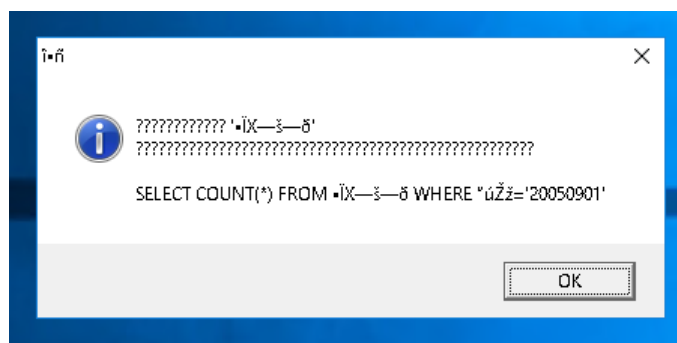 î•ñ
???????????? '•ÏX—š—ð'
?????????????????????????????????????????????????????
SELECT COUNT(*) FROM •ÏX—š—ð WHERE "úŽž='20050901'
OK